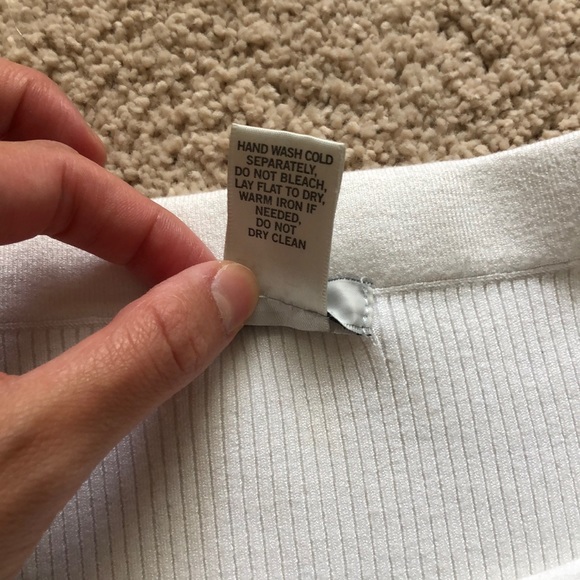 HAND WASH COLD
SEPARATELY,
DO NOT BLEACH,
LAY FLAT TO DRY,
WARM IRON IF
NEEDED,
DO NOT
DRY CLEAN